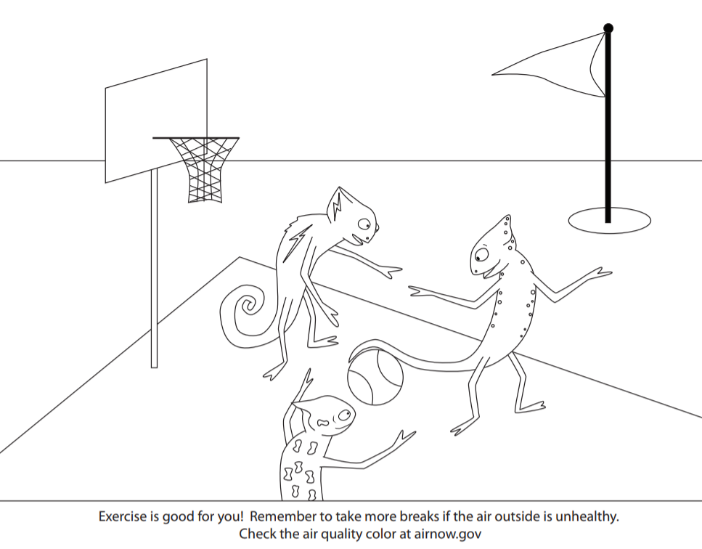 Exercise is good for you!  Remember to take more breaks if the air outside is unhealthy.
Check the air quality color at airnow.gov